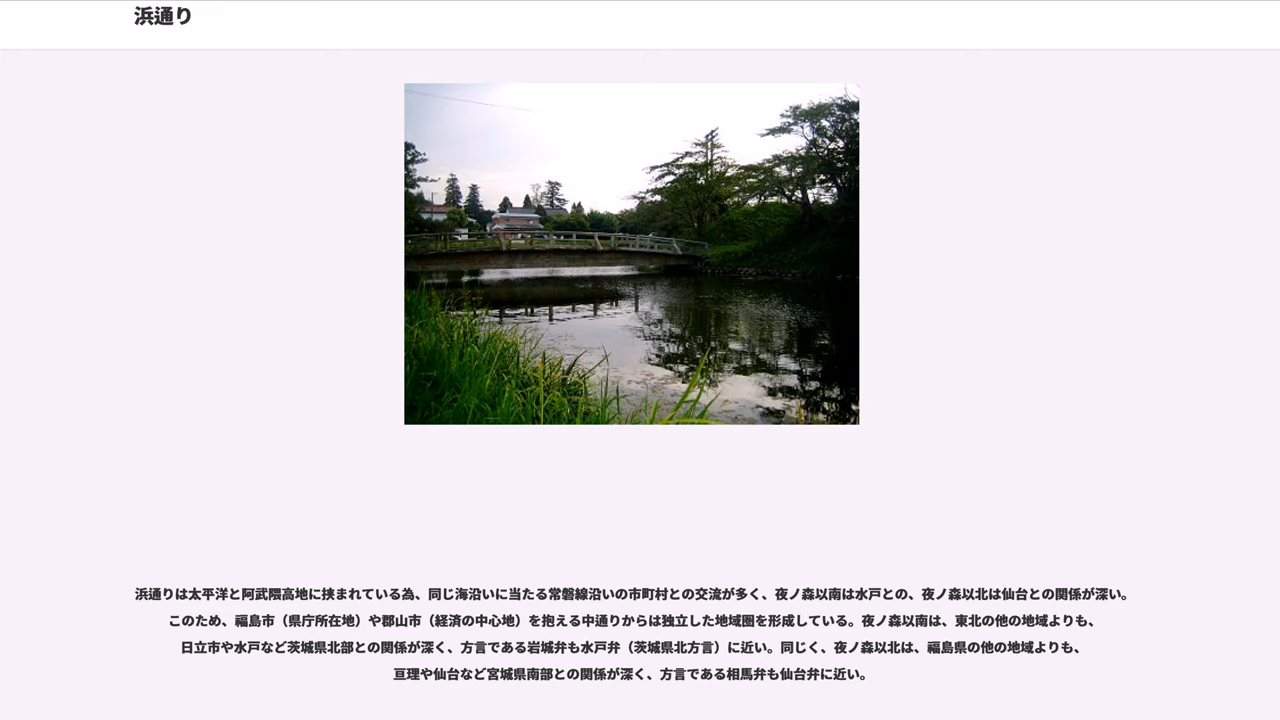 浜通り
浜通りは太平洋と阿武隈高地に挟まれている為、同じ海沿いに当たる常磐線沿いの市町村との交流が多く、夜ノ森以南は水戸との、夜ノ森以北は仙台との関係が深い。
このため、福島市（県庁所在地）や郡山市（経済の中心地）を抱える中通りからは独立した地域圏を形成している。夜ノ森以南は、東北の他の地域よりも、
日立市や水戸など茨城県北部との関係が深く、方言である岩城弁も水戸弁（茨城県北方言）に近い。同じく、夜ノ森以北は、福島県の他の地域よりも、
亘理や仙台など宮城県南部との関係が深く、方言である相馬弁も仙台弁に近い。